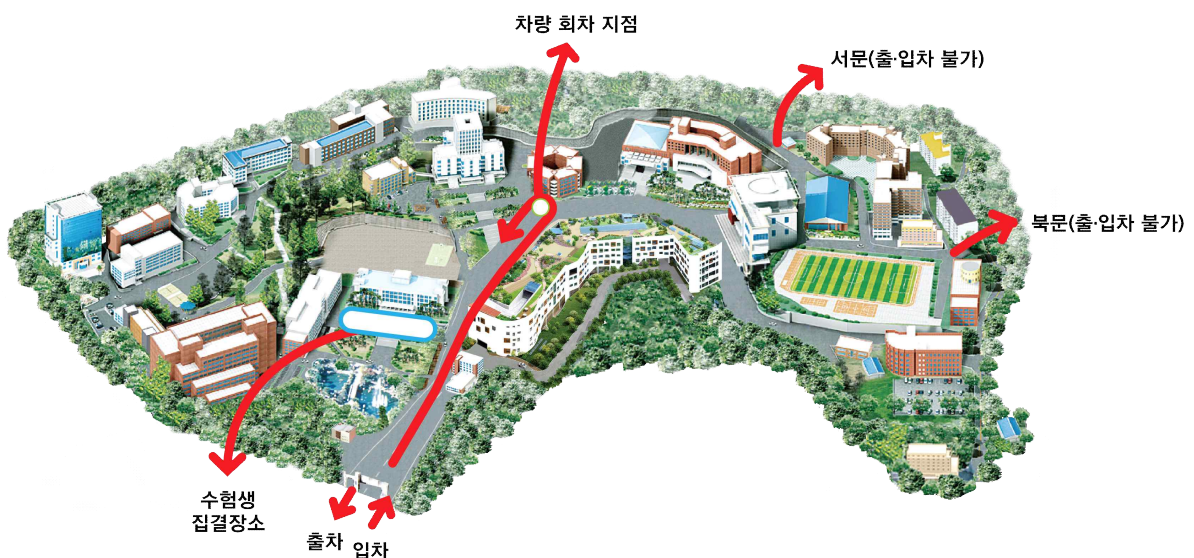 차량 회차 지점
서문(출·입차 불가)
북문(출·입차 불가)
수험생
집결장소
출차
입차